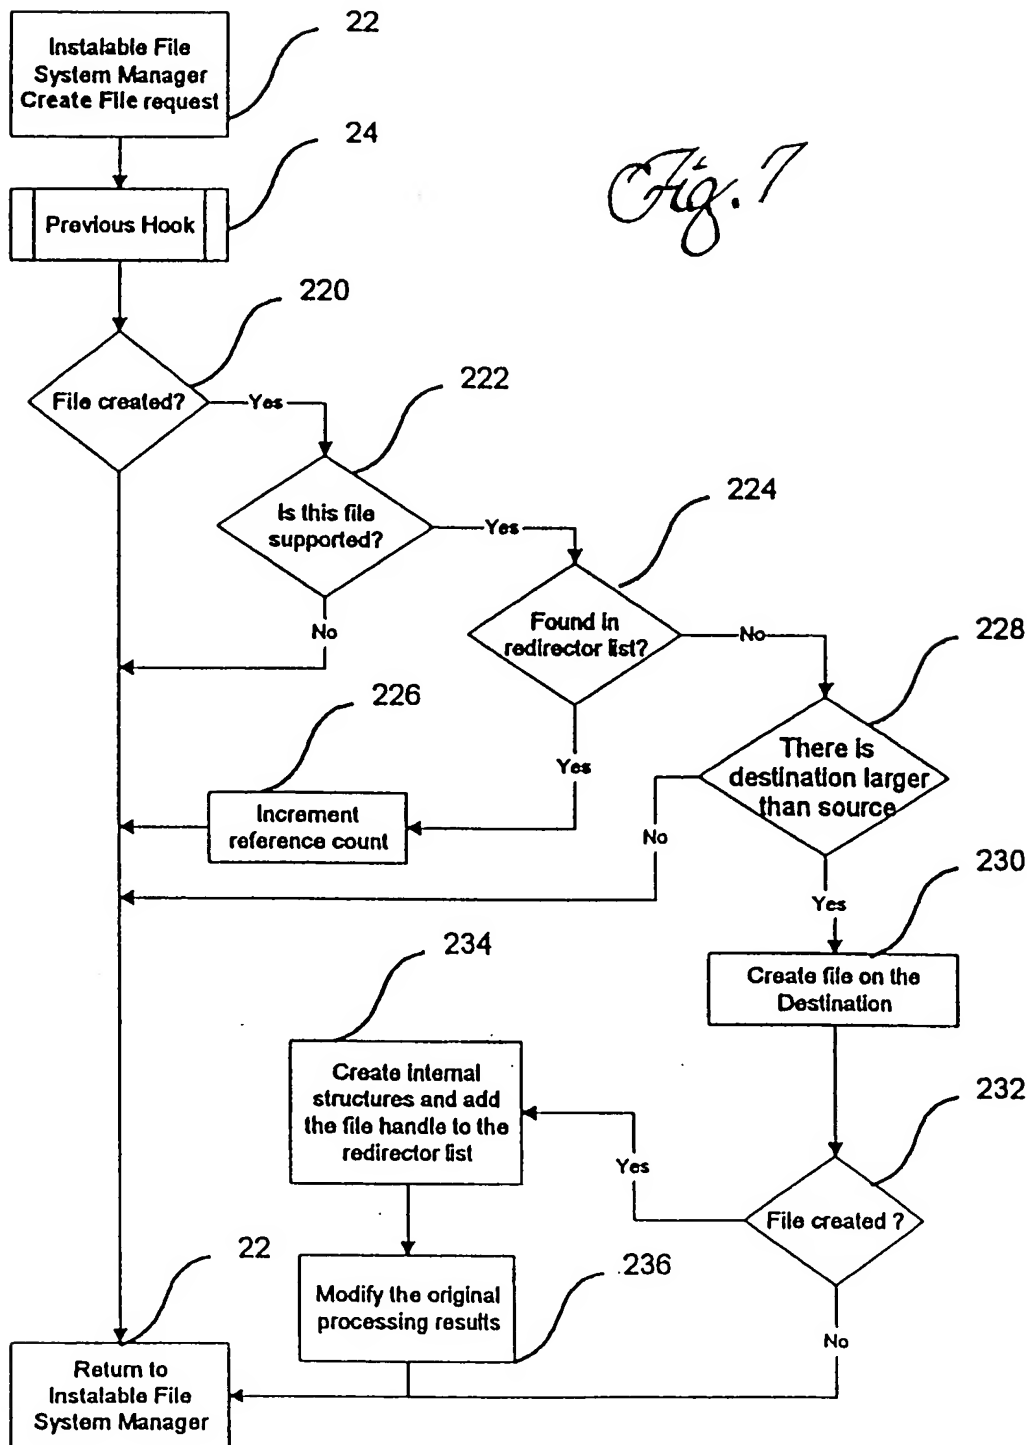 22
Instalable File
System Manager
Create File request
24
Fig. 7
Previous Hook
220
File created?
Yes
222
Is this file
supported?
Yes
No
224
Found in
redirector list?
No
228
226
Yes
There is
destination larger
than source
Increment
reference count
No
Yes
230
234
Create file on the
Destination
Create internal
structures and add
the file handle to the
redirector list
232
Yes
File created ?
22
236
Modify the original
processing results
No
Return to
Instalable File
System Manager